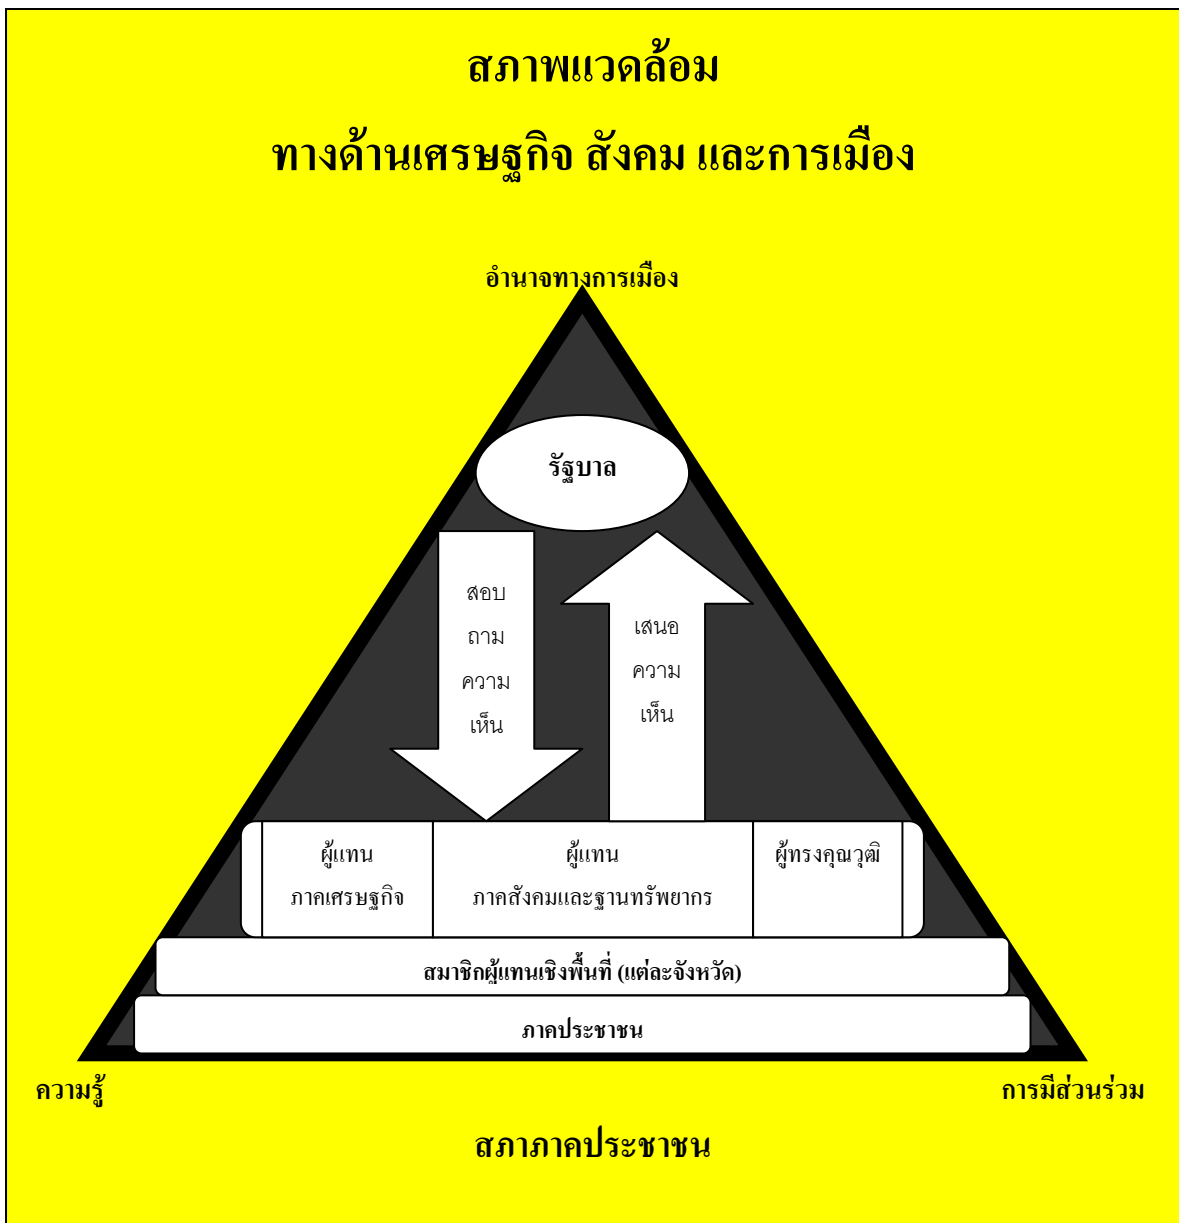 สภาพแวดล้อม
ทางด้านเศรษฐกิจ สังคม และการเมือง
อำนาจทางการเมือง
รัฐบาล
สอบ
ถาม
ความ
เห็น
เสนอ
ความ
เห็น
ผู้แทน
ภาคเศรษฐกิจ
ผู้แทน
ภาคสังคมและฐานทรัพยากร
ผู้ทรงคุณวุฒิ
สมาชิกผู้แทนเชิงพื้นที่ (แต่ละจังหวัด)
ภาคประชาชน
ความรู้
การมีส่วนร่วม
สภาภาคประชาชน